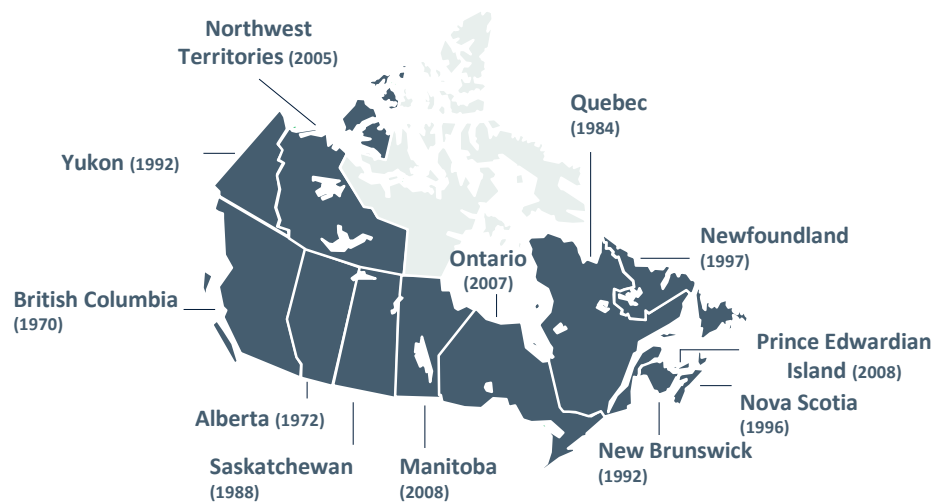 Northwest
Territories (2005)
Quebec
(1984)
Yukon (1992)
Newfoundland
(1997)
Ontario
(2007)
British Columbia
(1970)
Prince Edwardian
Island (2008)
Nova Scotia
(1996)
Alberta (1972)
New Brunswick
(1992)
Saskatchewan
(1988)
Manitoba
(2008)